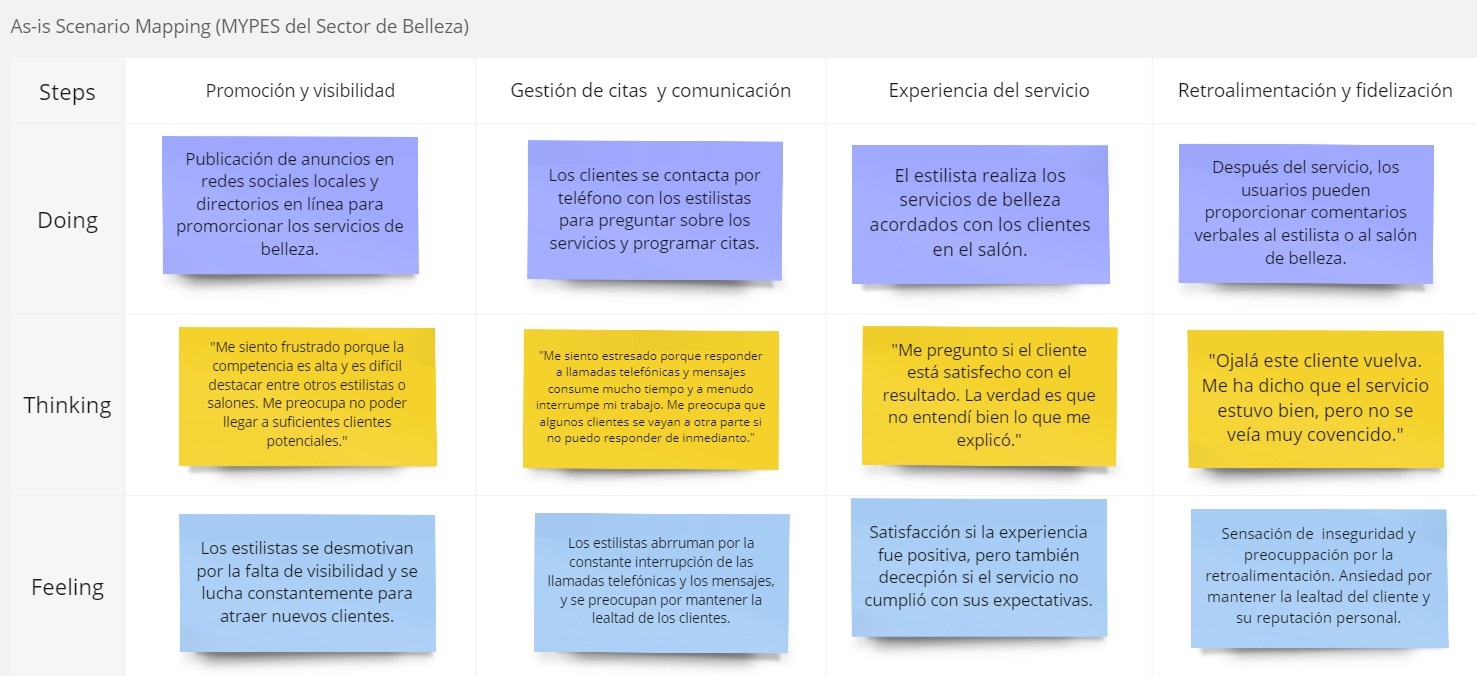 As-is Scenario Mapping (MYPES del Sector de Belleza)
Steps
Promoción y visibilidad
Gestión de citas y comunicación
Experiencia del servicio
Retroalimentación y fidelización
Doing
Publicación de anuncios en
redes sociales locales y
directorios en línea para
promorcionar los servicios de
belleza.
Los clientes se contacta por
teléfono con los estilistas
para preguntar sobre los
servicios y programar citas.
El estilista realiza los
servicios de belleza
acordados con los clientes
en el salón.
Después del servicio, los
usuarios pueden
proporcionar comentarios
verbales al estilista o al salón
de belleza.
Thinking
"Me siento frustrado porque la
competencia es alta y es difícil
destacar entre otros estilistas o
salones. Me preocupa no poder
llegar a suficientes clientes
potenciales."
"Me siento estresado porque responder
a llamadas telefónicas y mensajes
consume mucho tiempo y a menudo
interrumpe mi trabajo. Me preocupa que
algunos clientes se vayan a otra parte si
no puedo responder de inmedianto."
"Me pregunto si el cliente
está satisfecho con el
resultado. La verdad es que
no entendí bien lo que me
explicó."
"Ojalá este cliente vuelva.
Me ha dicho que el servicio
estuvo bien, pero no se
veía muy covencido."
Feeling
Los estilistas se desmotivan
por la falta de visibilidad y se
lucha constantemente para
atraer nuevos clientes.
Los estilistas abrruman por la
constante interrupción de las
llamadas telefónicas y los mensajes,
y se preocupan por mantener la
lealtad de los clientes.
Satisfacción si la experiencia
fue positiva, pero también
dececpión si el servicio no
cumplió con sus expectativas.
Sensación de inseguridad y
preocuppación por la
retroalimentación. Ansiedad por
mantener la lealtad del cliente y
su reputación personal.